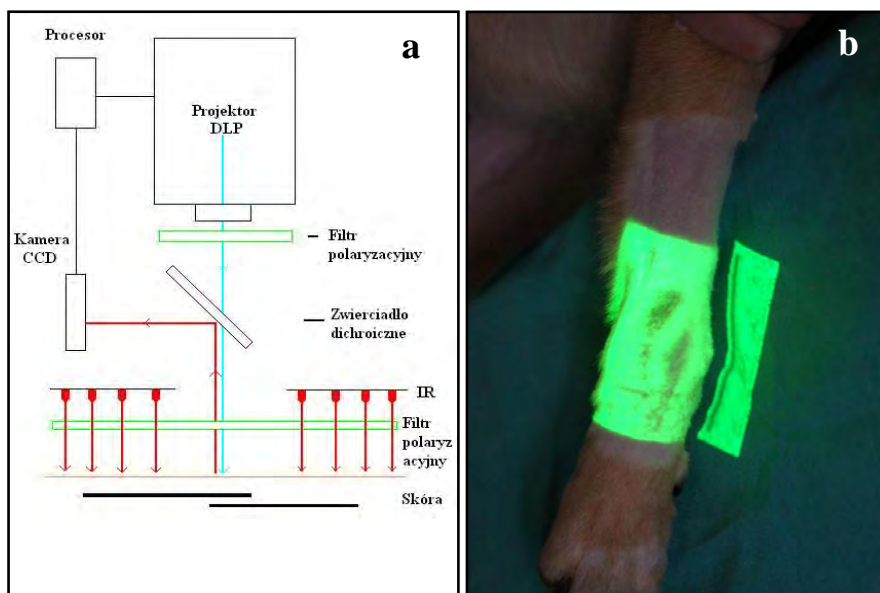 a
Procesor
Projektor
DLP
Filtr
polaryzacyjny
Kamera
CCD
Zwierciadło
dichroiczne
IR
Filtr
polaryz
acyjny
Skóra
b